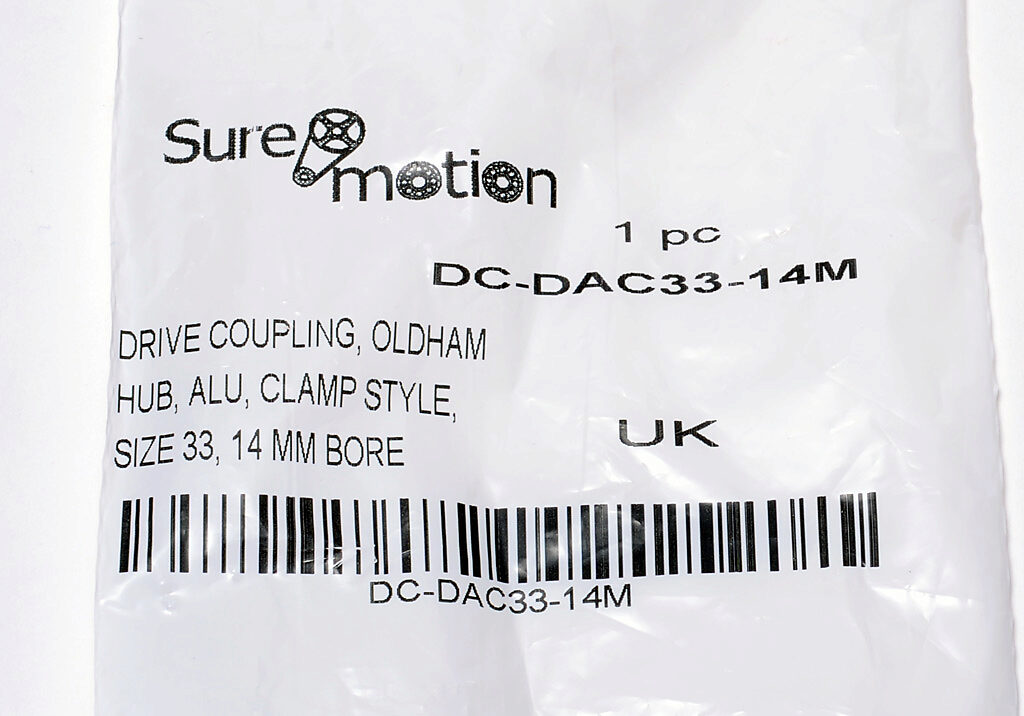 Sure
motion
1 pc
DC-DAC33-14M
DRIVE COUPLING, OLDHAM
HUB, ALU, CLAMP STYLE,
SIZE 33, 14 MM BORE
UK
DC-DAC33-14M